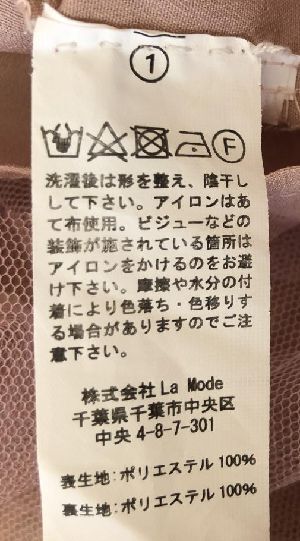 1
F
洗濯後は形を整え、陰干し
して下さい。アイロンはあ
て布使用。ビジューなどの
装飾が施されている箇所は
アイロンをかけるのをお避
け下さい。摩擦や水分の付
着により色落ち・色移りす
る場合がありますのでご注
意下さい。
株式会社La Mode
千葉県千葉市中央区
中央4-8-7-301
表生地:ポリエステル100%
裏生地:ポリエステル100%